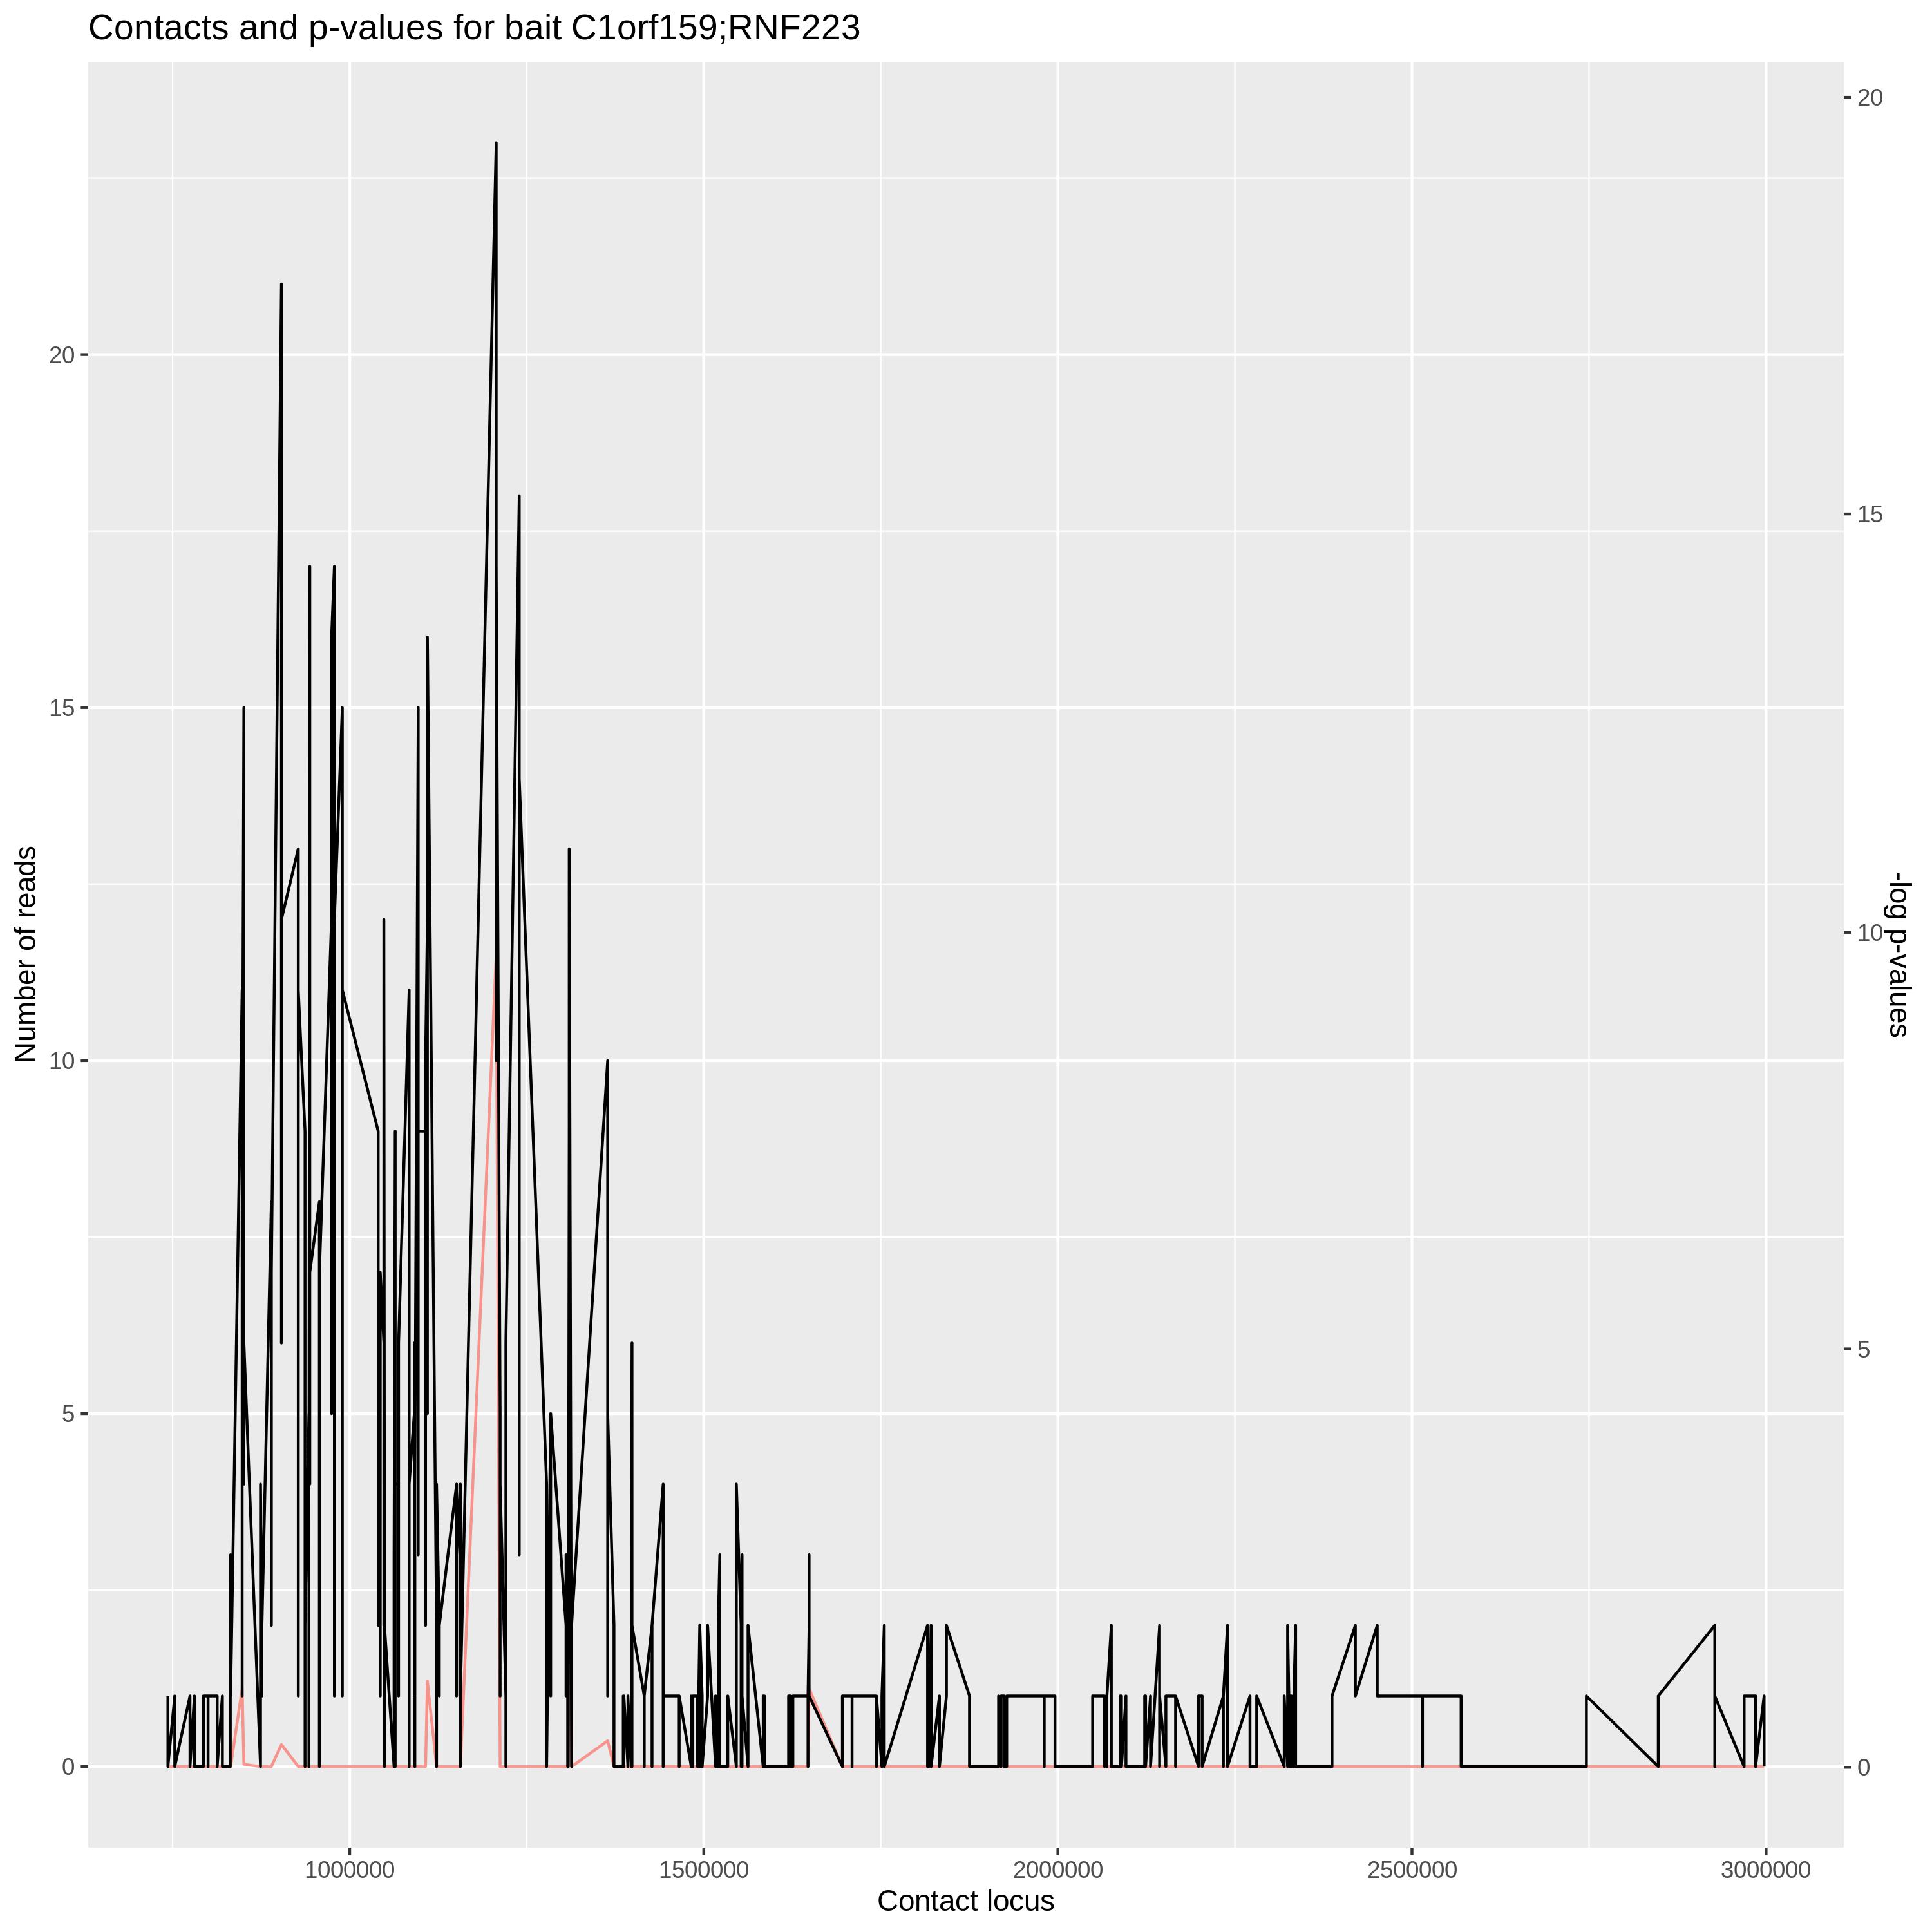 Contacts and p-values for bait C1orf159;RNF223
Number of reads
20
15
10
5
0
20
15
10
5
0
-log p-values
1000000 1500000 2000000 2500000 3000000
Contact locus